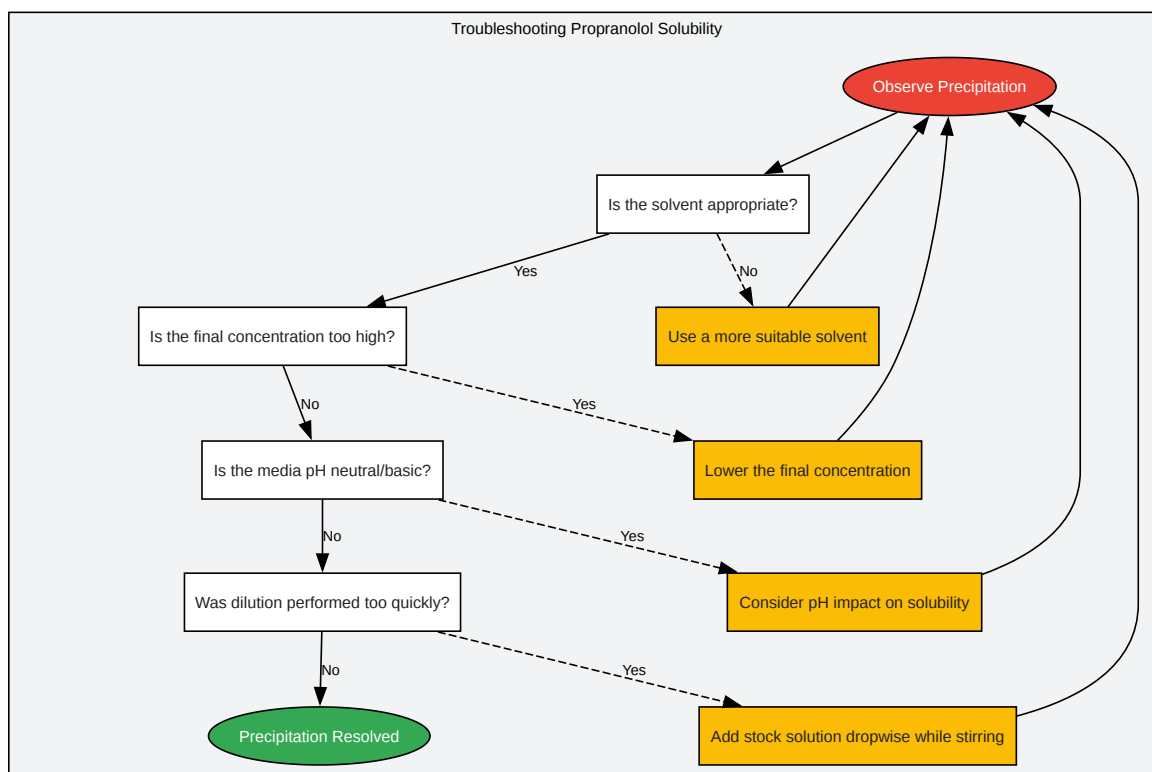 Troubleshooting Propranolol Solubility
Observe Precipitation
Is the solvent appropriate?
Yes
No
Is the final concentration too high?
Use a more suitable solvent
No
Yes
Is the media pH neutral/basic?
Lower the final concentration
No
Yes
Was dilution performed too quickly?
Consider pH impact on solubility
No
Yes
Precipitation Resolved
Add stock solution dropwise while stirring